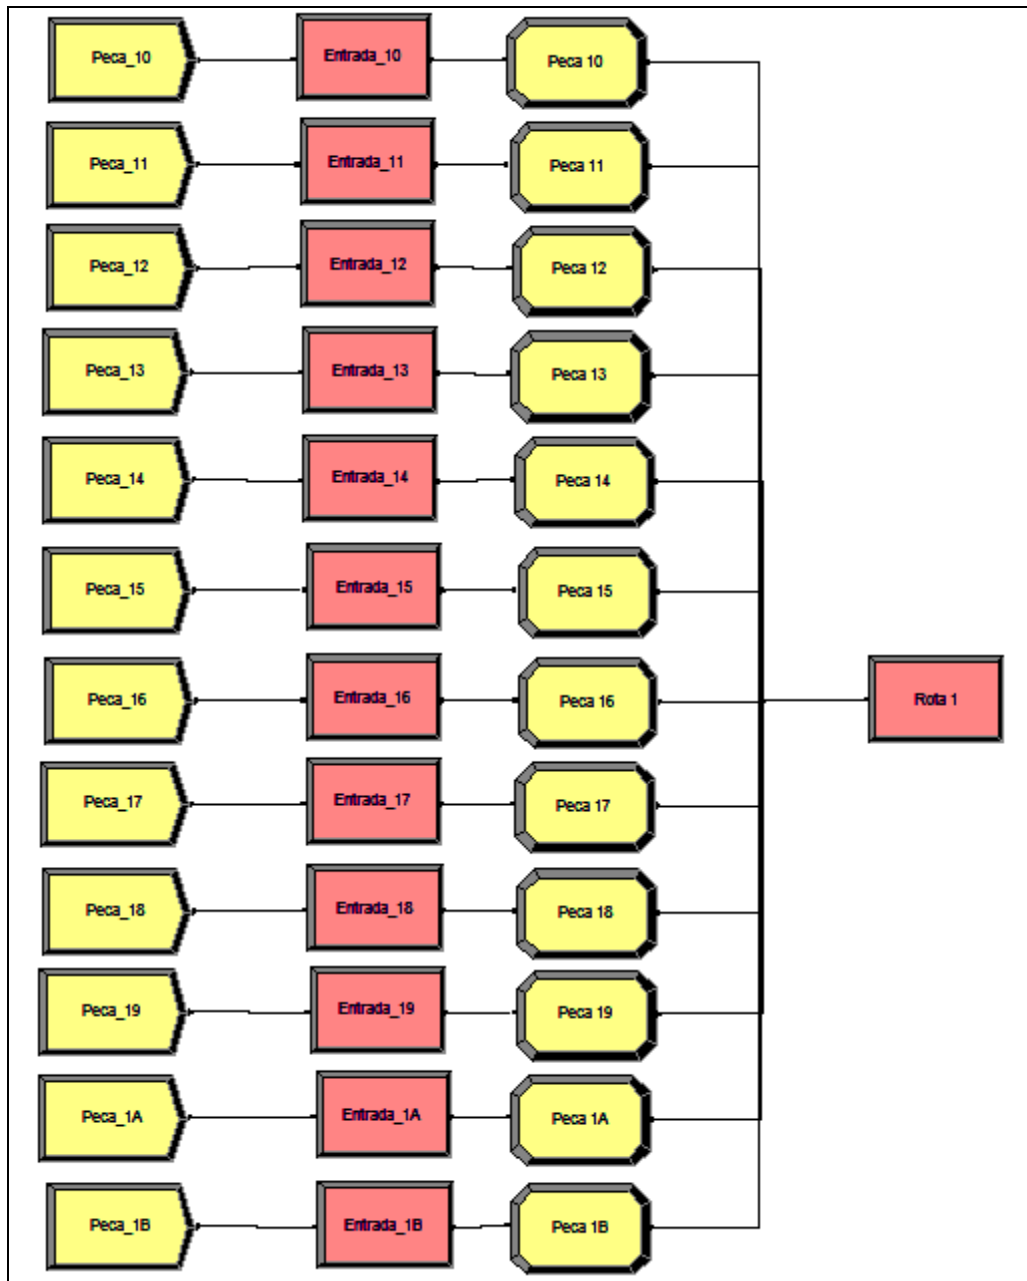 Peca_10 Entrada_10 Peca 10
Peca_11 Entrada_11 Peca 11
Peca_12 Entrada_12 Peca 12
Peca_13 Entrada_13 Peca 13
Peca_14 Entrada_14 Peca 14
Peca_15 Entrada_15 Peca 15
Peca_16 Entrada_16 Peca 16 Rota 1
Peca_17 Entrada_17 Peca 17
Peca_18 Entrada_18 Peca 18
Peca_19 Entrada_19 Peca 19
Peca_1A Entrada_1A Peca 1A
Peca_1B Entrada_1B Peca 1B